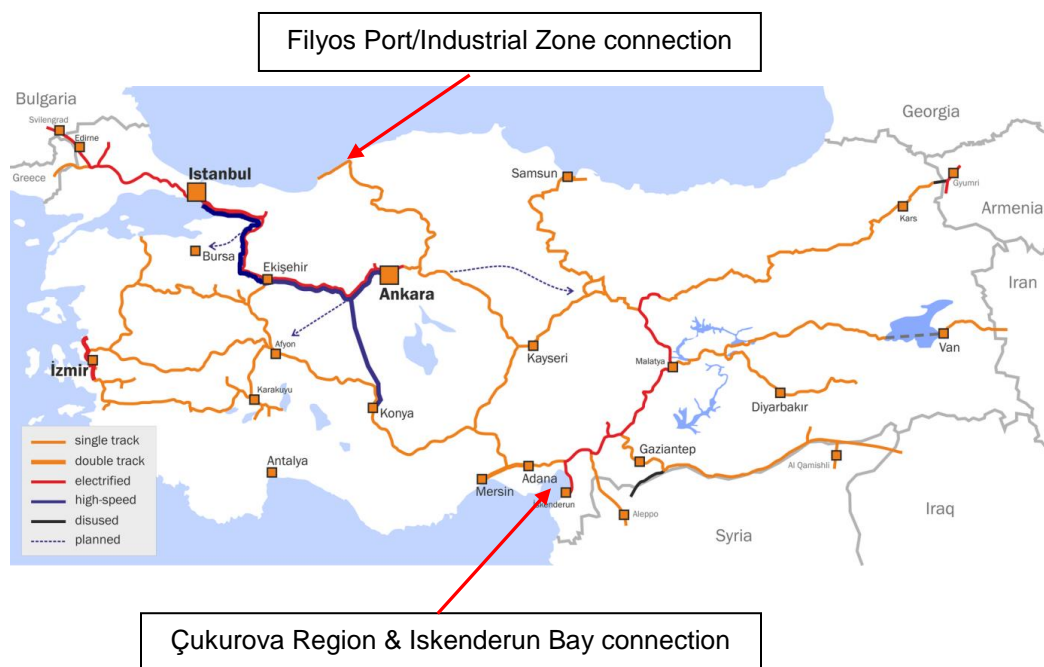 Filyos Port/Industrial Zone connection
Bulgaria
Svilengrad
Edirne
Greece
Istanbul
Bursa
Ekişehir
Ankara
Samsun
Georgia
Gyumri
Kars
Armenia
Iran
İzmir
Afyon
Karakuyu
Konya
Kayseri
Malatya
Van
Diyarbakır
Antalya
Mersin
Adana
Iskenderun
Gaziantep
Aleppo
Al Qamishli
Syria
Iraq
single track
double track
electrified
high-speed
disused
planned
Çukurova Region & Iskenderun Bay connection